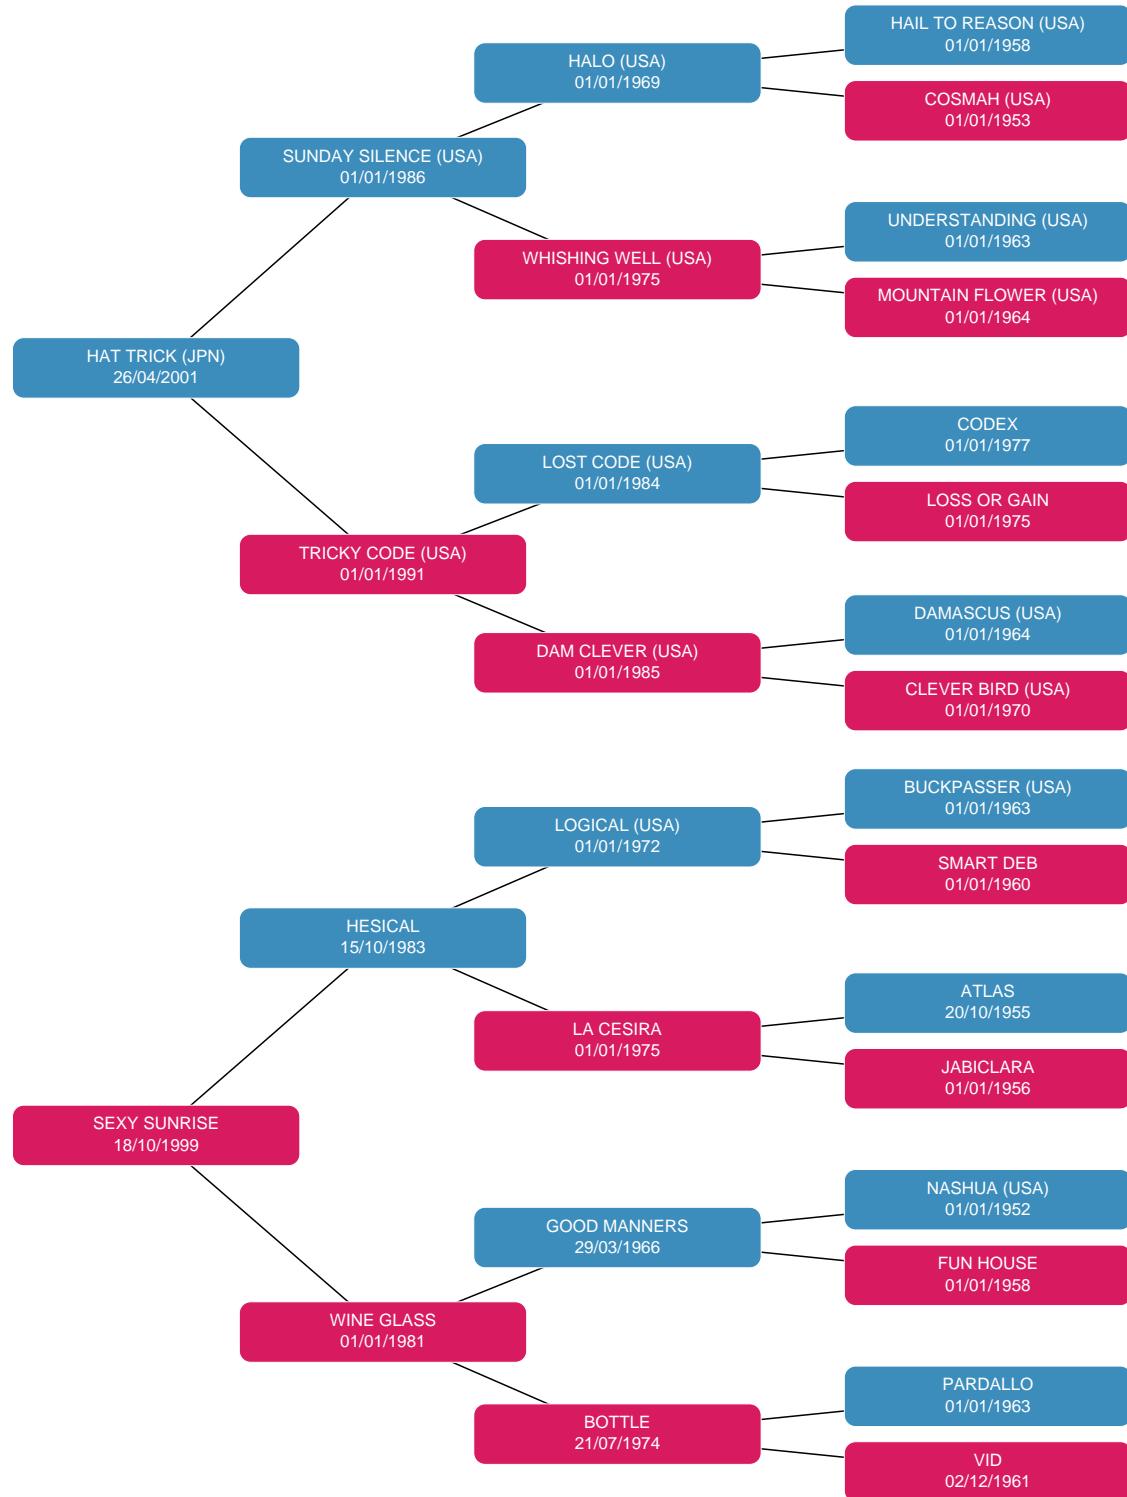 HAIL TO REASON (USA)
01/01/1958
HALO (USA)
01/01/1969
COSMAH (USA)
01/01/1953
SUNDAY SILENCE (USA)
01/01/1986
UNDERSTANDING (USA)
01/01/1963
WHISHING WELL (USA)
01/01/1975
MOUNTAIN FLOWER (USA)
01/01/1964
HAT TRICK (JPN)
26/04/2001
CODEX
01/01/1977
LOST CODE (USA)
01/01/1984
LOSS OR GAIN
01/01/1975
TRICKY CODE (USA)
01/01/1991
DAMASCUS (USA)
01/01/1964
DAM CLEVER (USA)
01/01/1985
CLEVER BIRD (USA)
01/01/1970
BUCKPASSER (USA)
01/01/1963
LOGICAL (USA)
01/01/1972
SMART DEB
01/01/1960
HESICAL
15/10/1983
ATLAS
20/10/1955
LA CESIRA
01/01/1975
JABICLARA
01/01/1956
SEXY SUNRISE
18/10/1999
NASHUA (USA)
01/01/1952
GOOD MANNERS
29/03/1966
FUN HOUSE
01/01/1958
WINE GLASS
01/01/1981
PARDALLO
01/01/1963
BOTTLE
21/07/1974
VID
02/12/1961